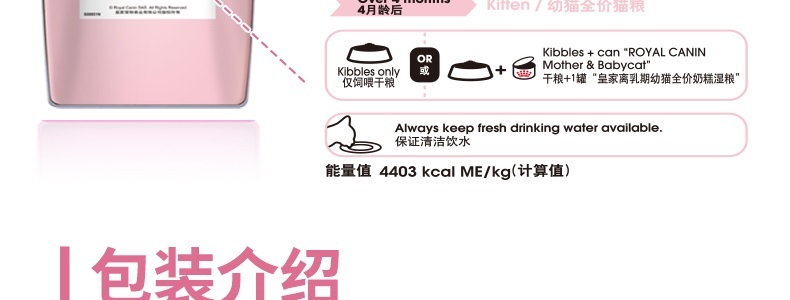 Over 4 months
4月龄后
Kitten / 幼猫全价猫粮
© Royal Canin SAS. All Rights Reserved.
Kibbles only
仅饲喂干粮
OR
或
+
Kibbles + can “ROYAL CANIN
Mother & Babycat”
干粮+1罐“皇家离乳期幼猫全价奶糕湿粮”
Always keep fresh drinking water available.
保证清洁饮水
能量值 4403 kcal ME/kg(计算值)
包装介绍